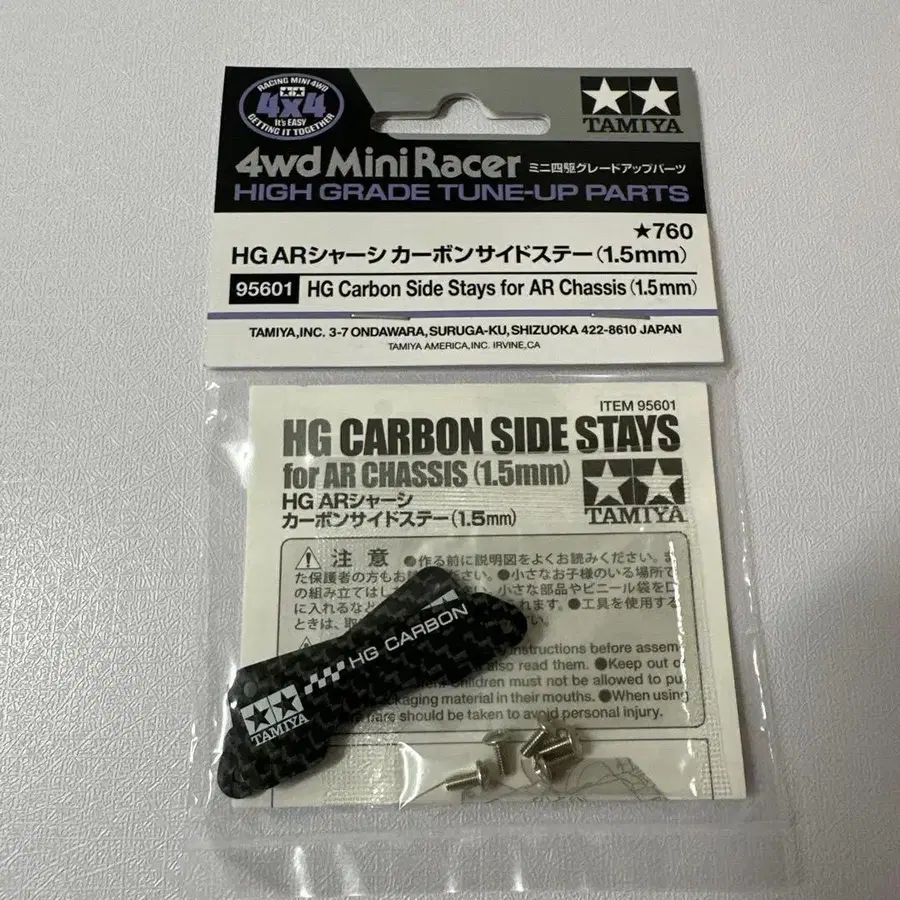 RACING MINI 4WD
4x4
It's EASY
GETTING IT TOGETHER
TAMIYA
4wd Mini Racer ミニ四駆グレードアップパーツ
HIGH GRADE TUNE-UP PARTS
★760
HG ARシャーシ カーボンサイドステー(1.5mm)
95601 HG Carbon Side Stays for AR Chassis (1.5mm)
TAMIYA,INC. 3-7 ONDAWARA,SURUGA-KU,SHIZUOKA 422-8610 JAPAN
TAMIYA AMERICA,INC. IRVINE,CA
ITEM 95601
HG CARBON SIDE STAYS
for AR CHASSIS (1.5mm)
HG ARシャーシ
カーボンサイドステー(1.5mm)
TAMIYA
注意 ●作る前に説明図をよくお読みください。
た保護者の方もお ●小さなお子様のいる場所で
の組み立てはし 小さな部品やビニール袋を口
に入れるなど れます。●工具を使用する
ときは、取 い。
instructions before assem
also read them. ●Keep out o
Children must not be allowed to pu
kaging material in their mouths. ●When using
are should be taken to avoid personal injury.
HG CARBON
TAMIYA